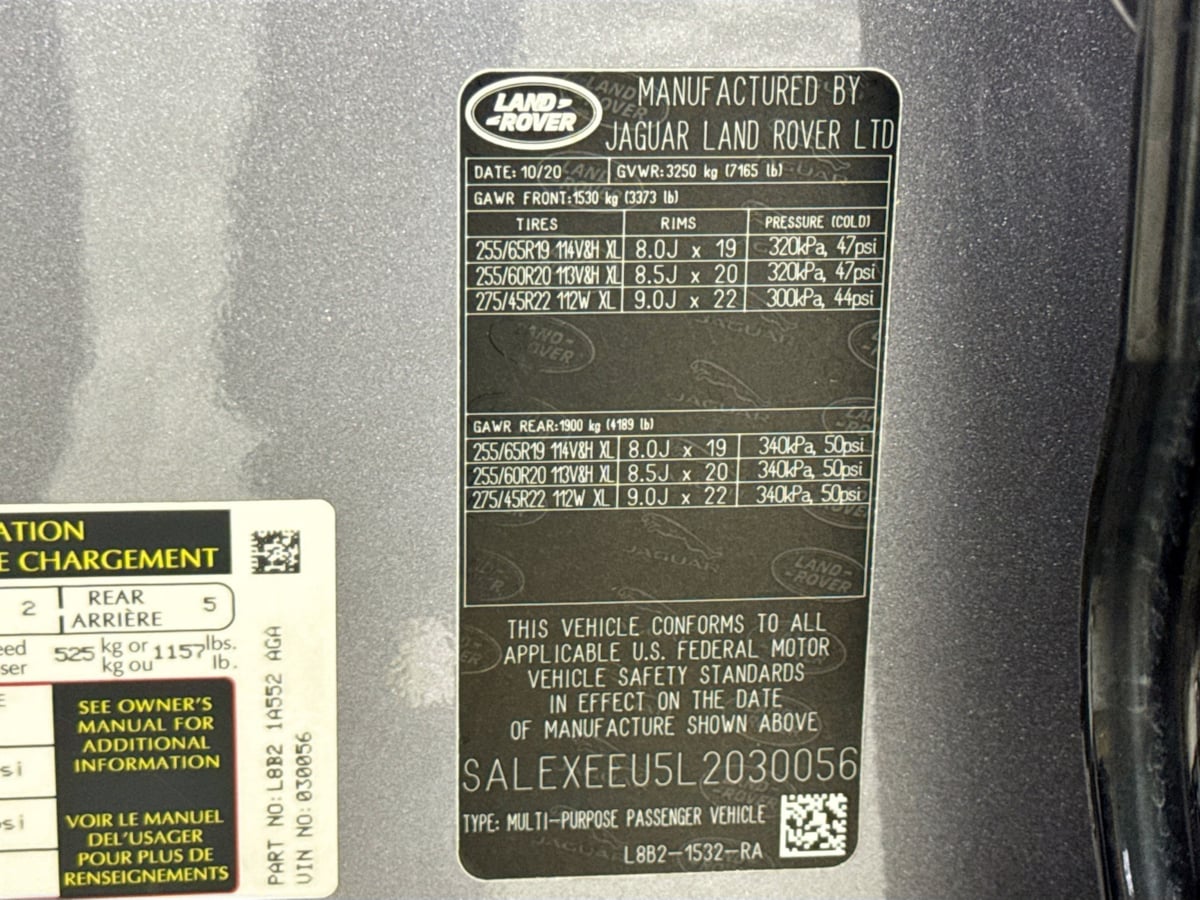 LAND-
-ROVER
MANUFACTURED BY
JAGUAR LAND ROVER LTD
DATE: 10/20 GVWR: 3250 kg (7165 lb)
GAWR FRONT: 1530 kg (3373 lb)
TIRES RIMS PRESSURE (COLD)
255/65R19 114V&H XL 8.0J x 19 320kPa, 47psi
255/60R20 113V&H XL 8.5J x 20 320kPa, 47psi
275/45R22 112W XL 9.0J x 22 300kPa, 44psi
GAWR REAR: 1900 kg (4189 lb)
255/65R19 114V&H XL 8.0J x 19 340kPa, 50psi
255/60R20 113V&H XL 8.5J x 20 340kPa, 50psi
275/45R22 112W XL 9.0J x 22 340kPa, 50psi
THIS VEHICLE CONFORMS TO ALL
APPLICABLE U.S. FEDERAL MOTOR
VEHICLE SAFETY STANDARDS
IN EFFECT ON THE DATE
OF MANUFACTURE SHOWN ABOVE
SALEXEEU5L2030056
TYPE: MULTI-PURPOSE PASSENGER VEHICLE
L8B2-1532-RA
ATION
E CHARGEMENT
2 REAR 5
ARRIÈRE
eed 525 kg or 1157 lbs.
ser kg ou lb.
SEE OWNER'S
MANUAL FOR
ADDITIONAL
INFORMATION
si
si
VOIR LE MANUEL
DEL'USAGER
POUR PLUS DE
RENSEIGNEMENTS
PART NO: L8B2 1A552 AGA
VIN NO: 030056